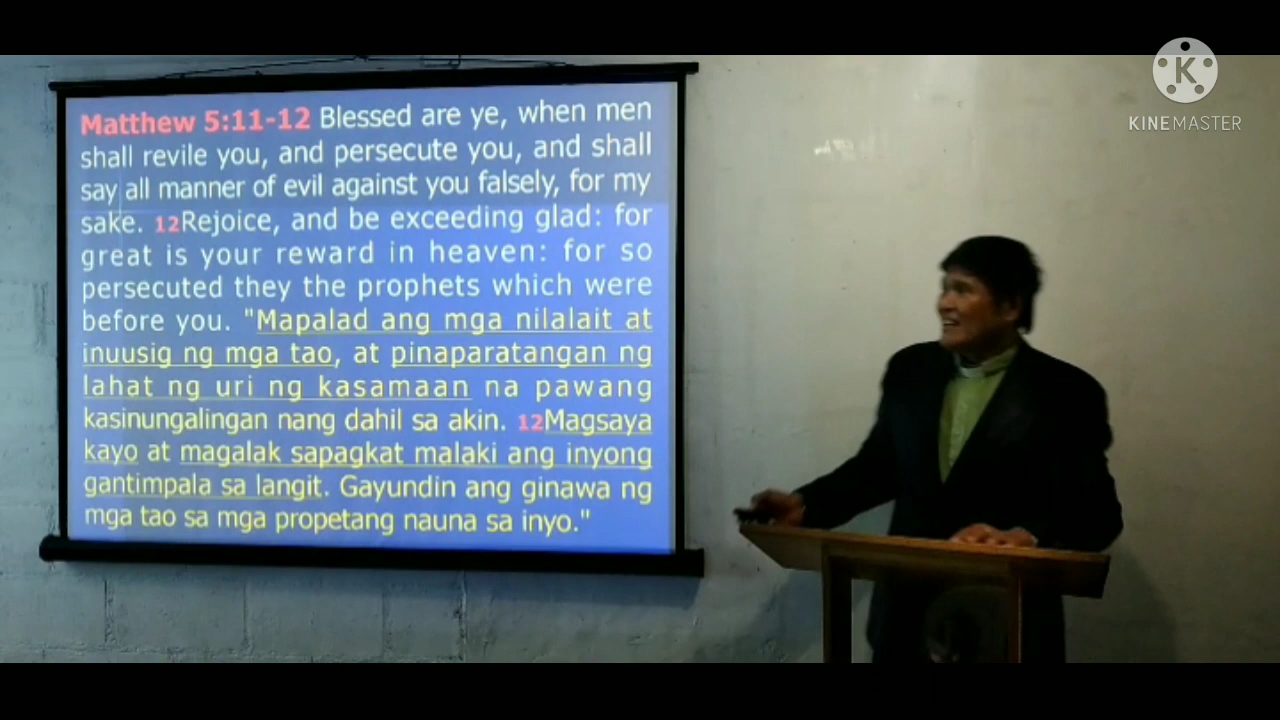 Matthew 5:11-12 Blessed are ye, when men
shall revile you, and persecute you, and shall
say all manner of evil against you falsely, for my
sake. 12Rejoice, and be exceeding glad: for
great is your reward in heaven: for so
persecuted they the prophets which were
before you. "Mapalad ang mga nilalait at
inuusig ng mga tao, at pinaparatangan ng
lahat ng uri ng kasamaan na pawang
kasinungalingan nang dahil sa akin. 12Magsaya
kayo at magalak sapagkat malaki ang inyong
gantimpala sa langit. Gayundin ang ginawa ng
mga tao sa mga propetang nauna sa inyo."
K
KINEMASTER